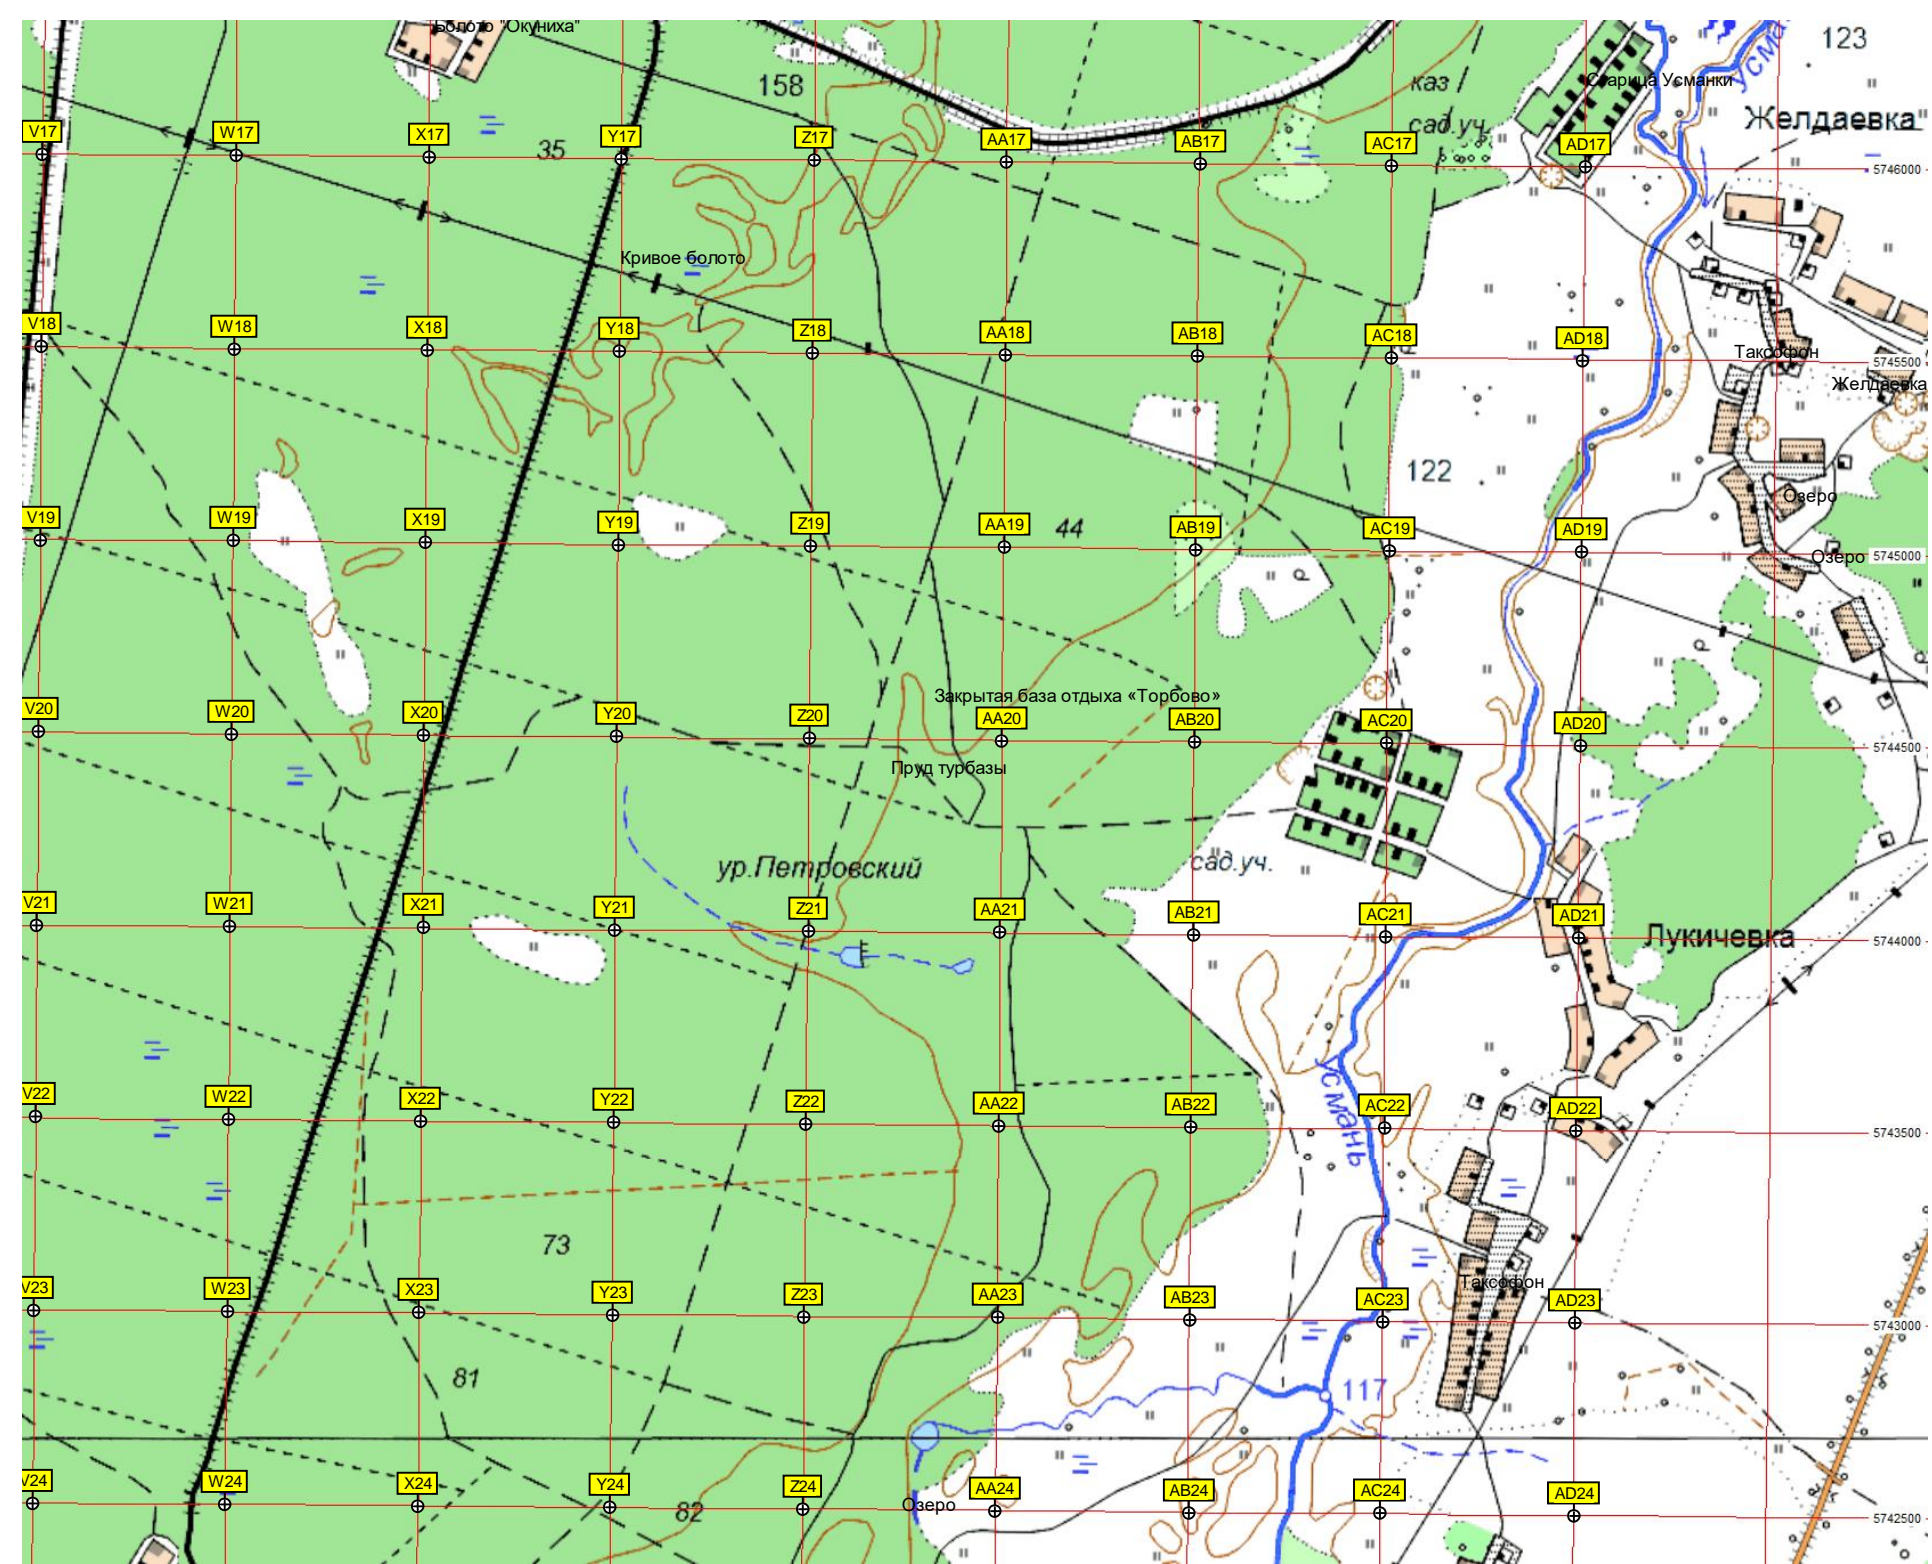 Болото "Окуниха"
158
каз
сад.уч.
Старица Усманки
Усма
123
Желдаевка
V17
W17
X17
35
Y17
Z17
AA17
AB17
AC17
AD17
5746000
Кривое болото
V18
W18
X18
Y18
Z18
AA18
AB18
AC18
AD18
Таксофон
5745500
Желдаевка
122
Озеро
V19
W19
X19
Y19
Z19
AA19
44
AB19
AC19
AD19
Озеро
5745000
Закрытая база отдыха «Торбово»
V20
W20
X20
Y20
Z20
AA20
AB20
AC20
AD20
5744500
Пруд турбазы
ур.Петровский
сад.уч.
V21
W21
X21
Y21
Z21
AA21
AB21
AC21
AD21
Лукичевка
5744000
Усмань
V22
W22
X22
Y22
Z22
AA22
AB22
AC22
AD22
5743500
73
Таксофон
V23
W23
X23
Y23
Z23
AA23
AB23
AC23
AD23
5743000
81
117
V24
W24
X24
Y24
Z24
AA24
AB24
AC24
AD24
82
Озеро
5742500